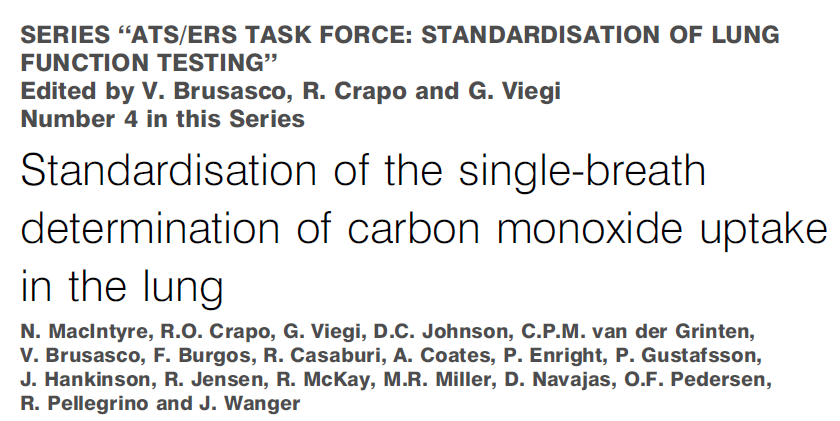 SERIES “ATS/ERS TASK FORCE: STANDARDISATION OF LUNG
FUNCTION TESTING”
Edited by V. Brusasco, R. Crapo and G. Viegi
Number 4 in this Series
Standardisation of the single-breath
determination of carbon monoxide uptake
in the lung
N. MacIntyre, R.O. Crapo, G. Viegi, D.C. Johnson, C.P.M. van der Grinten,
V. Brusasco, F. Burgos, R. Casaburi, A. Coates, P. Enright, P. Gustafsson,
J. Hankinson, R. Jensen, R. McKay, M.R. Miller, D. Navajas, O.F. Pedersen,
R. Pellegrino and J. Wanger